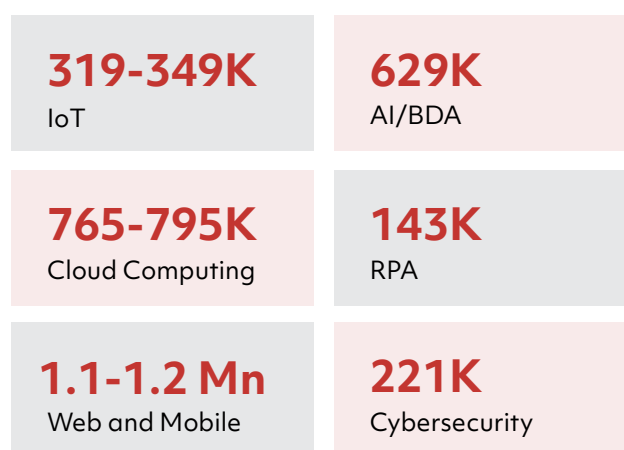 319-349K
IoT
629K
AI/BDA
765-795K
Cloud Computing
143K
RPA
1.1-1.2 Mn
Web and Mobile
221K
Cybersecurity